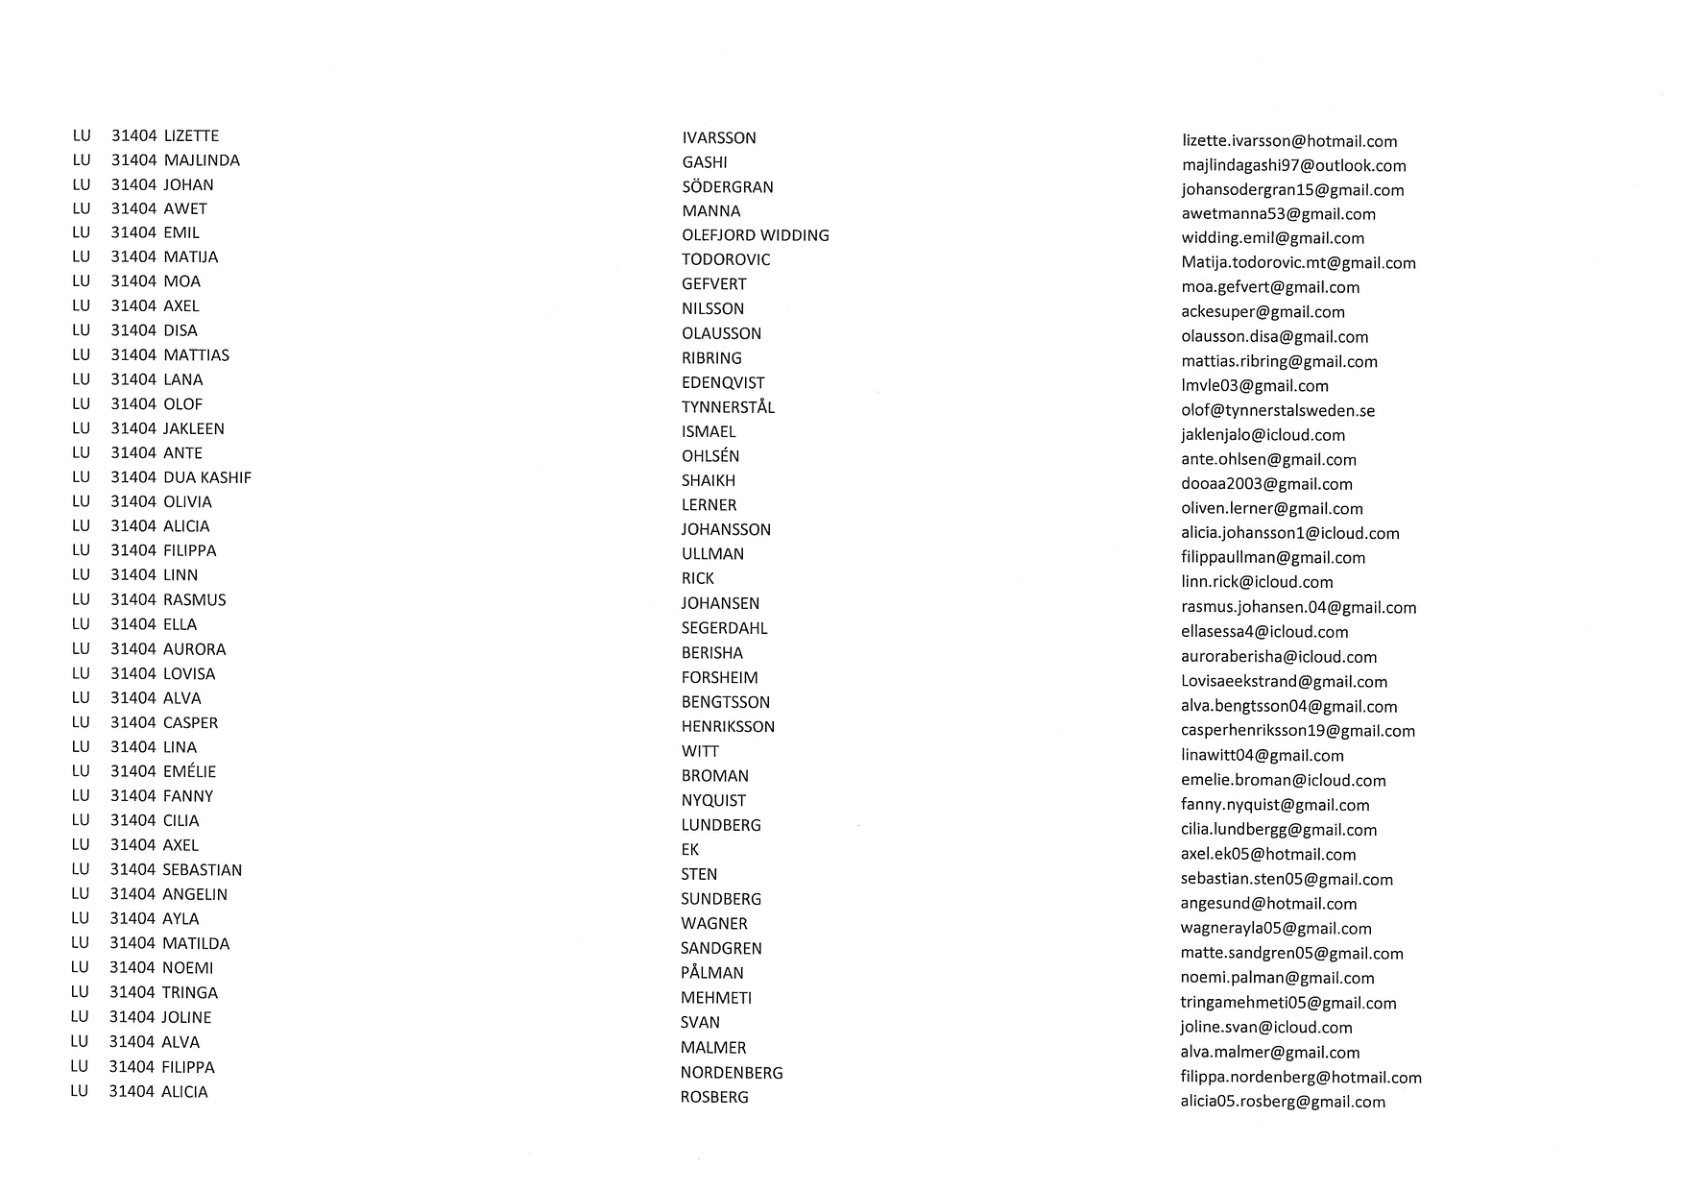 LU 31404 LIZETTE IVARSSON lizette.ivarsson@hotmail.com
LU 31404 MAJLINDA GASHI majlindagashi97@outlook.com
LU 31404 JOHAN SÖDERGRAN johansodergran15@gmail.com
LU 31404 AWET MANNA awetmanna53@gmail.com
LU 31404 EMIL OLEFJORD WIDDING widding.emil@gmail.com
LU 31404 MATIJA TODOROVIC Matija.todorovic.mt@gmail.com
LU 31404 MOA GEFVERT moa.gefvert@gmail.com
LU 31404 AXEL NILSSON ackesuper@gmail.com
LU 31404 DISA OLAUSSON olausson.disa@gmail.com
LU 31404 MATTIAS RIBRING mattias.ribring@gmail.com
LU 31404 LANA EDENQVIST lmvle03@gmail.com
LU 31404 OLOF TYNNERSTÅL olof@tynnerstalsweden.se
LU 31404 JAKLEEN ISMAEL jaklenjalo@icloud.com
LU 31404 ANTE OHLSÉN ante.ohlsen@gmail.com
LU 31404 DUA KASHIF SHAIKH dooaa2003@gmail.com
LU 31404 OLIVIA LERNER oliven.lerner@gmail.com
LU 31404 ALICIA JOHANSSON alicia.johansson1@icloud.com
LU 31404 FILIPPA ULLMAN filippaullman@gmail.com
LU 31404 LINN RICK linn.rick@icloud.com
LU 31404 RASMUS JOHANSEN rasmus.johansen.04@gmail.com
LU 31404 ELLA SEGERDAHL ellasessa4@icloud.com
LU 31404 AURORA BERISHA auroraberisha@icloud.com
LU 31404 LOVISA FORSHEIM Lovisaeekstrand@gmail.com
LU 31404 ALVA BENGTSSON alva.bengtsson04@gmail.com
LU 31404 CASPER HENRIKSSON casperhenriksson19@gmail.com
LU 31404 LINA WITT linawitt04@gmail.com
LU 31404 EMÉLIE BROMAN emelie.broman@icloud.com
LU 31404 FANNY NYQUIST fanny.nyquist@gmail.com
LU 31404 CILIA LUNDBERG cilia.lundbergg@gmail.com
LU 31404 AXEL EK axel.ek05@hotmail.com
LU 31404 SEBASTIAN STEN sebastian.sten05@gmail.com
LU 31404 ANGELIN SUNDBERG angesund@hotmail.com
LU 31404 AYLA WAGNER wagnerayla05@gmail.com
LU 31404 MATILDA SANDGREN matte.sandgren05@gmail.com
LU 31404 NOEMI PÅLMAN noemi.palman@gmail.com
LU 31404 TRINGA MEHMETI tringamehmeti05@gmail.com
LU 31404 JOLINE SVAN joline.svan@icloud.com
LU 31404 ALVA MALMER alva.malmer@gmail.com
LU 31404 FILIPPA NORDENBERG filippa.nordenberg@hotmail.com
LU 31404 ALICIA ROSBERG alicia05.rosberg@gmail.com